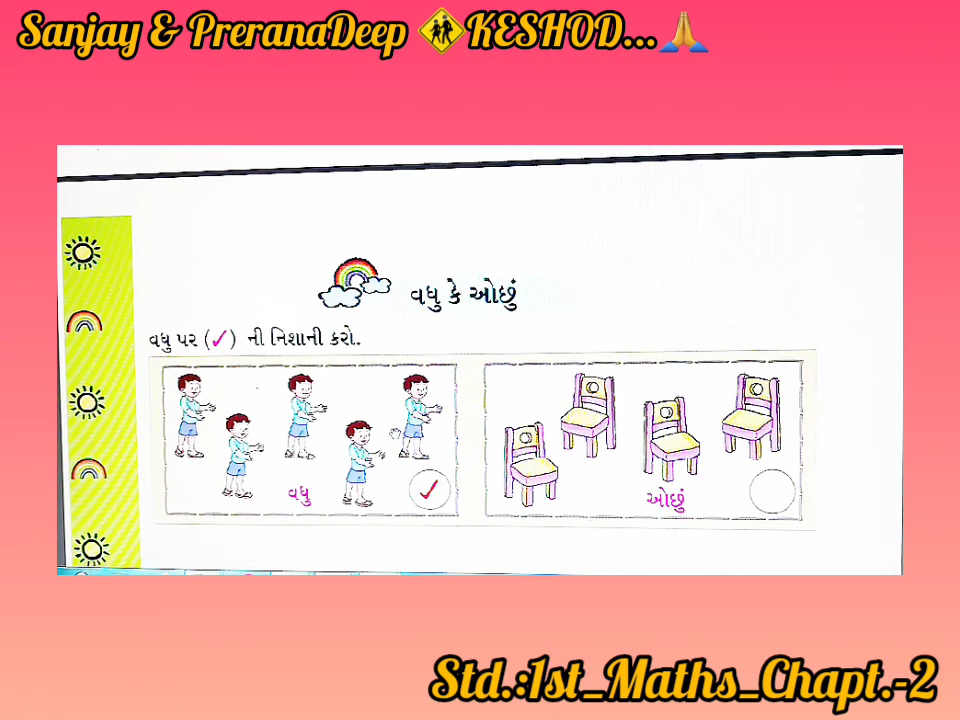 Sanjay & PreranaDeep 🚸KESHOD...🙏
વધુ કે ઓછું
વધુ પર (✓) ની નિશાની કરો.
વધુ
✓
ઓછું
Std.:1st_Maths_Chapt.-2